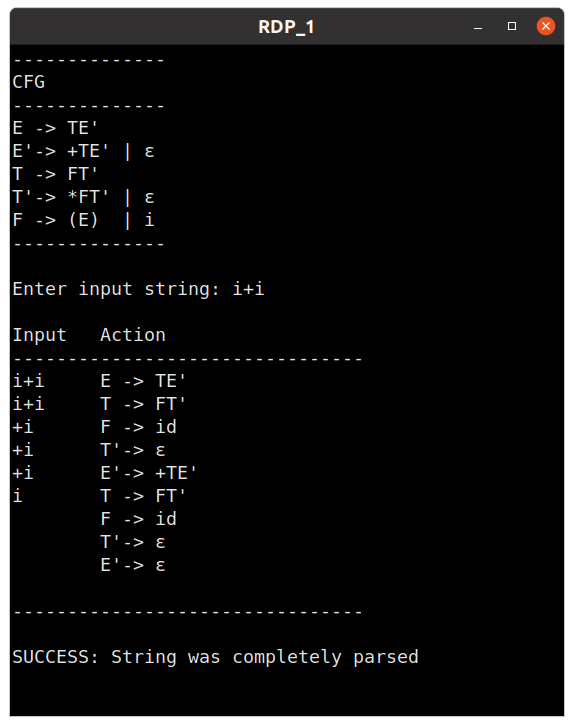 RDP_1
--------------
CFG
--------------
E -> TE'
E'-> +TE' | ε
T -> FT'
T'-> *FT' | ε
F -> (E)  | i
--------------
Enter input string: i+i
Input   Action
--------------------------------
i+i     E -> TE'
i+i     T -> FT'
+i      F -> id
+i      T'-> ε
+i      E'-> +TE'
i       T -> FT'
        F -> id
        T'-> ε
        E'-> ε
--------------------------------
SUCCESS: String was completely parsed